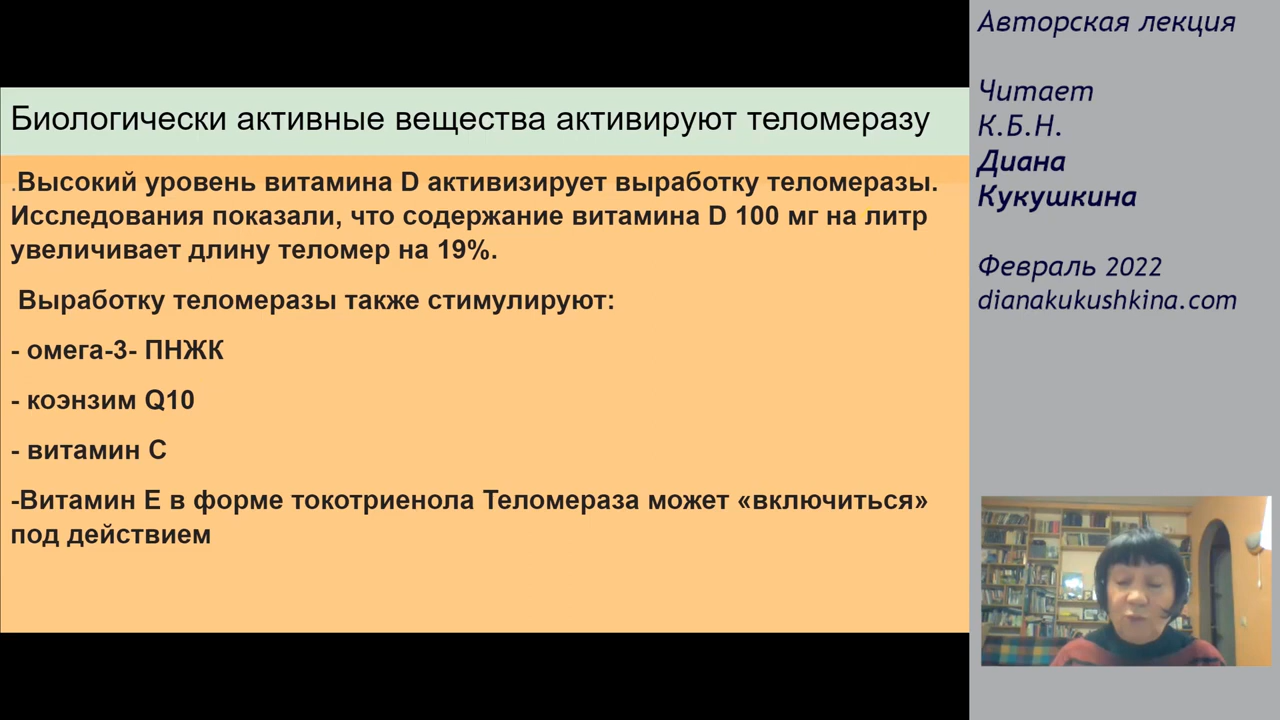 Биологически активные вещества активируют теломеразу
.Высокий уровень витамина D активизирует выработку теломеразы.
Исследования показали, что содержание витамина D 100 мг на литр
увеличивает длину теломер на 19%.
Выработку теломеразы также стимулируют:
- омега-3- ПНЖК
- коэнзим Q10
- витамин С
-Витамин Е в форме токотриенола Теломераза может «включиться»
под действием
Авторская лекция
Читает
К.Б.Н.
Диана
Кукушкина
Февраль 2022
dianakukushkina.com